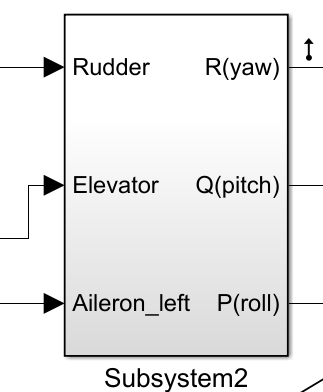 Rudder R(yaw)
Elevator Q(pitch)
Aileron_left P(roll)
Subsystem2